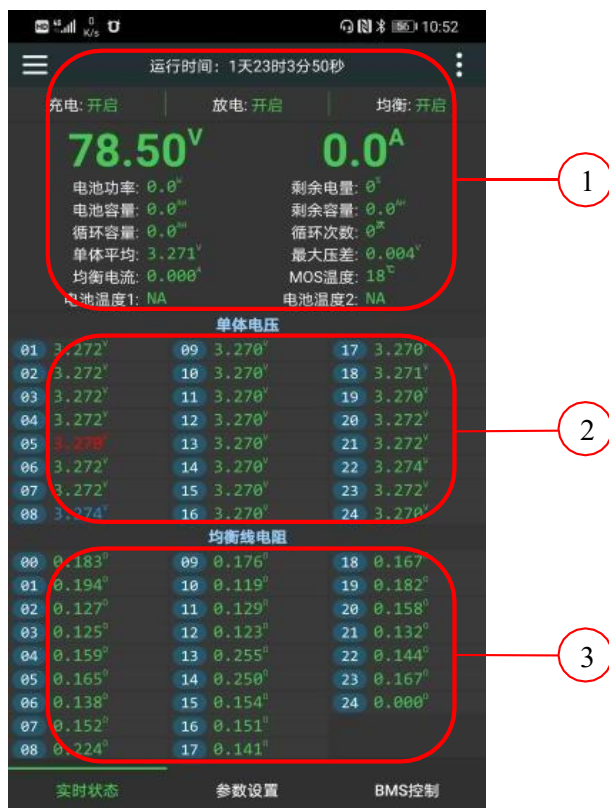 HD 4G 0 K/s 56 10:52
运行时间: 1天23时3分50秒
充电: 开启 放电: 开启 均衡: 开启
78.50V 0.0A
电池功率: 0.0W 剩余电量: 0%
电池容量: 0.0AH 剩余容量: 0.0AH
循环容量: 0.0AH 循环次数: 0次
单体平均: 3.271V 最大压差: 0.004V
均衡电流: 0.000A MOS温度: 18℃
电池温度1: NA 电池温度2: NA
1
单体电压
01 3.272V 09 3.270V 17 3.270V
02 3.272V 10 3.270V 18 3.271V
03 3.272V 11 3.270V 19 3.270V
04 3.272V 12 3.270V 20 3.272V
05 3.270V 13 3.270V 21 3.272V
06 3.272V 14 3.270V 22 3.274V
07 3.272V 15 3.270V 23 3.272V
08 3.274V 16 3.270V 24 3.270V
2
均衡线电阻
00 0.183Ω 09 0.176Ω 18 0.167Ω
01 0.194Ω 10 0.119Ω 19 0.182Ω
02 0.127Ω 11 0.129Ω 20 0.158Ω
03 0.125Ω 12 0.123Ω 21 0.132Ω
04 0.159Ω 13 0.255Ω 22 0.144Ω
05 0.165Ω 14 0.250Ω 23 0.167Ω
06 0.138Ω 15 0.154Ω 24 0.000Ω
07 0.152Ω 16 0.151Ω
08 0.224Ω 17 0.141Ω
3
实时状态 参数设置 BMS控制